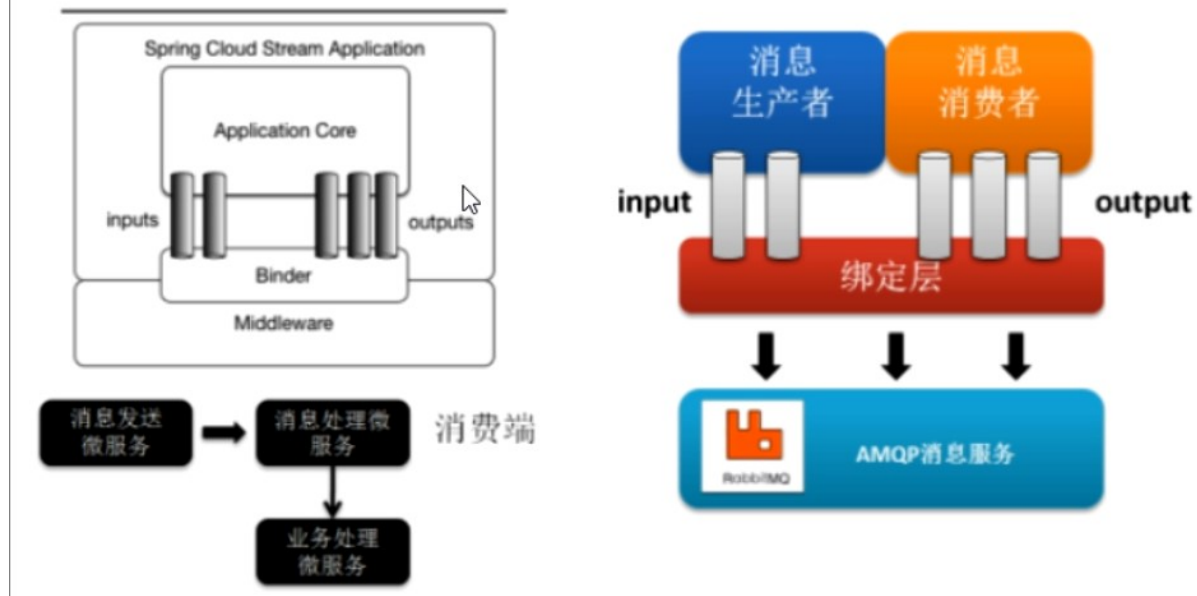 Spring Cloud Stream Application
Application Core
inputs
outputs
Binder
Middleware
消息发送
微服务
消息处理微
服务
消费端
业务处理
微服务
消息
生产者
消息
消费者
input
output
绑定层
RabbitMQ
AMQP消息服务